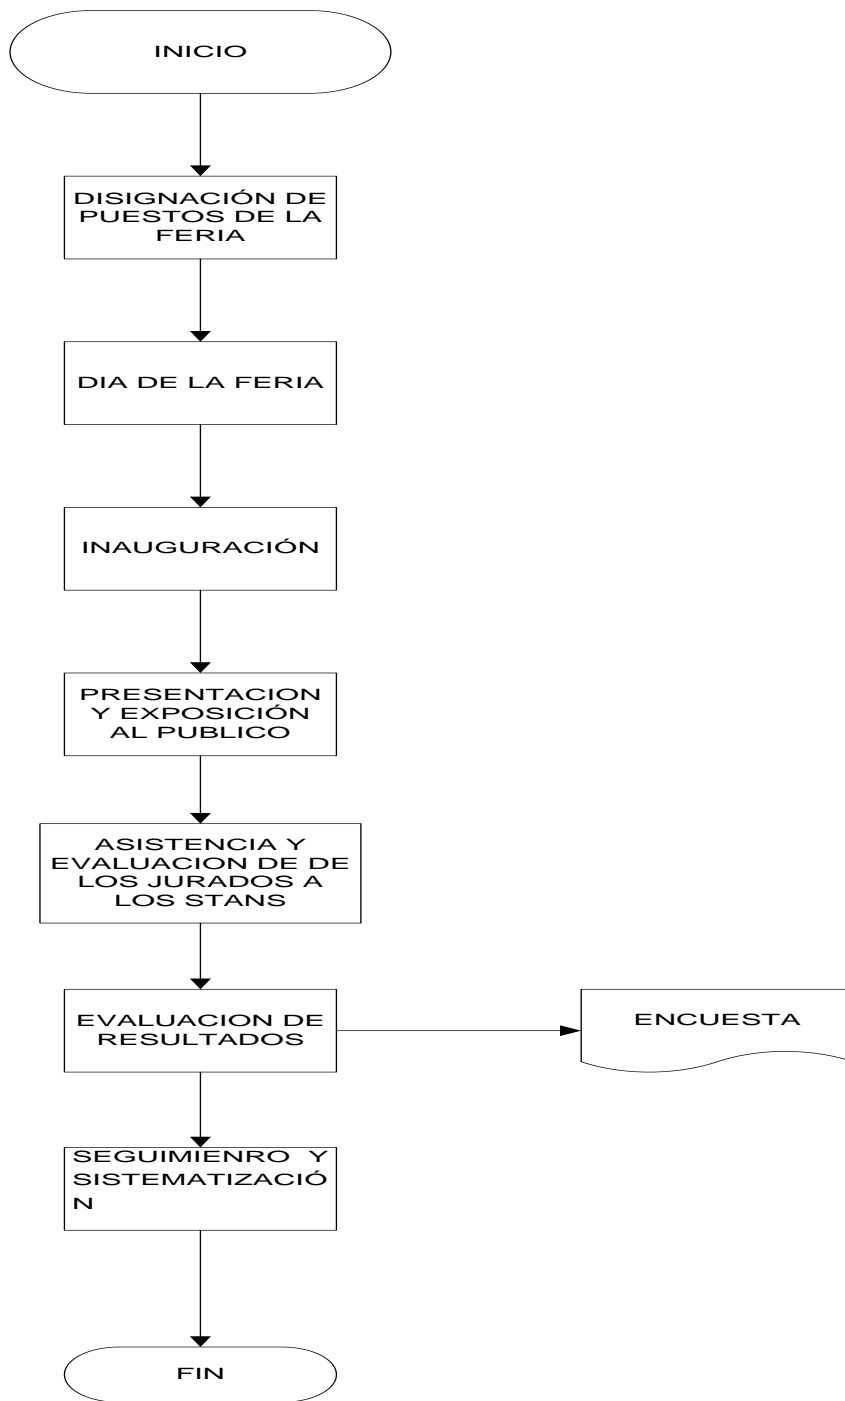 INICIO
DISIGNACIÓN DE
PUESTOS DE LA
FERIA
DIA DE LA FERIA
INAUGURACIÓN
PRESENTACION
Y EXPOSICIÓN
AL PUBLICO
ASISTENCIA Y
EVALUACION DE DE
LOS JURADOS A
LOS STANS
EVALUACION DE
RESULTADOS
ENCUESTA
SEGUIMIENRO Y
SISTEMATIZACIÓ
N
FIN